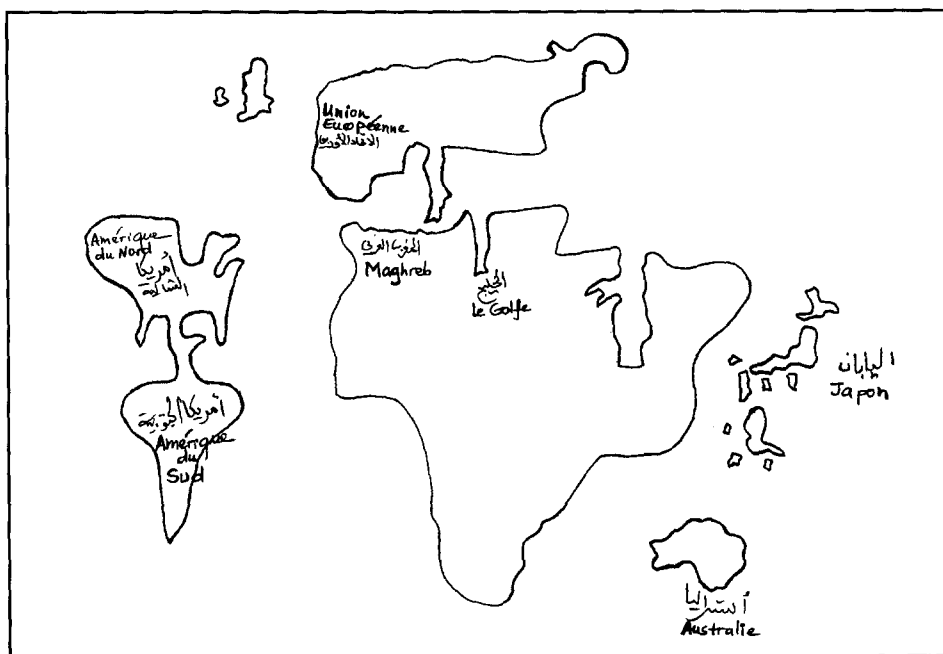 Union
Européenne
الاتحاد الأوربي
Amérique
du Nord
أمريكا
الشمالية
المغرب العربي
Maghreb
الخليج
Le Golfe
اليابان
Japon
أمريكا الجنوبية
Amérique
du
Sud
أستراليا
Australie